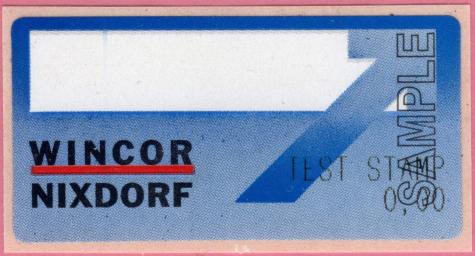 WINCOR
NIXDORF
TEST STAMP
0,00
SAMPLE